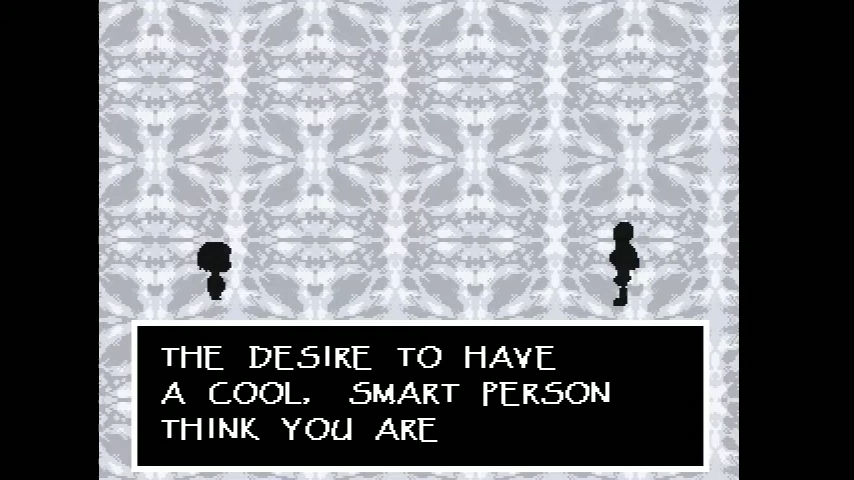 THE DESIRE TO HAVE
A COOL, SMART PERSON
THINK YOU ARE